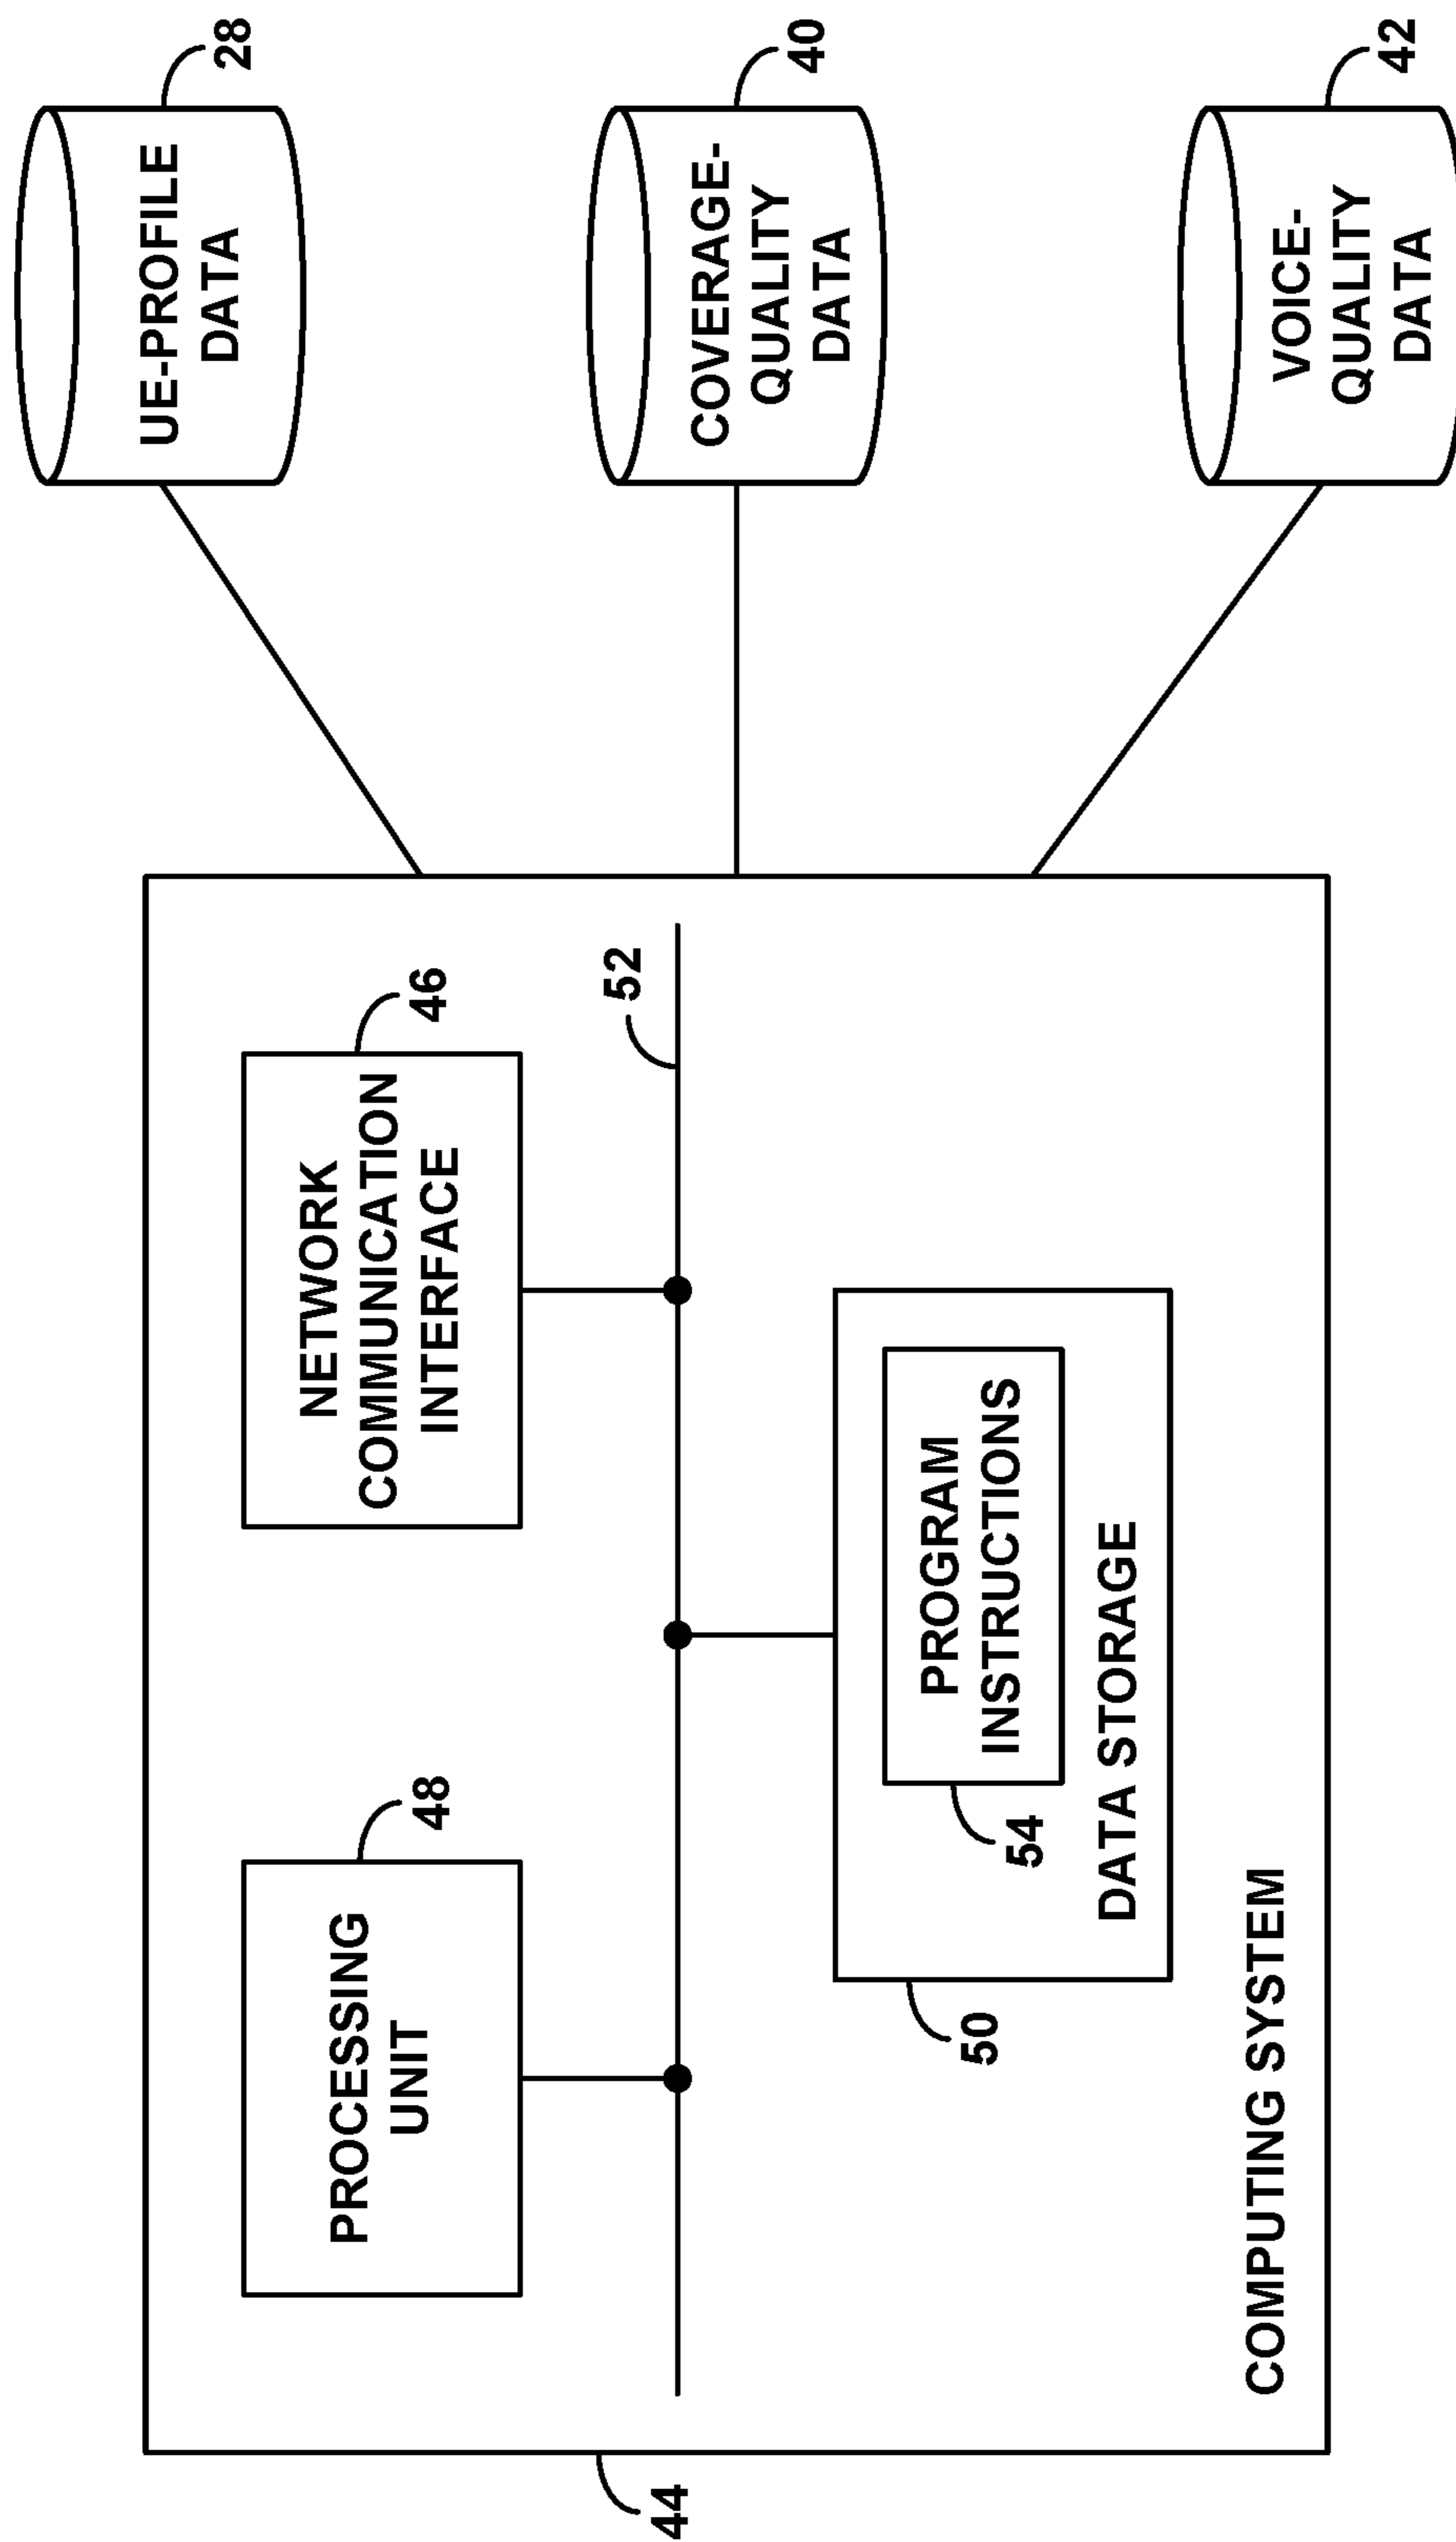 44
COMPUTING SYSTEM
PROCESSING
UNIT
48
NETWORK
COMMUNICATION
INTERFACE
46
52
50
DATA STORAGE
54
PROGRAM
INSTRUCTIONS
UE-PROFILE
DATA
28
COVERAGE-
QUALITY
DATA
40
VOICE-
QUALITY
DATA
42